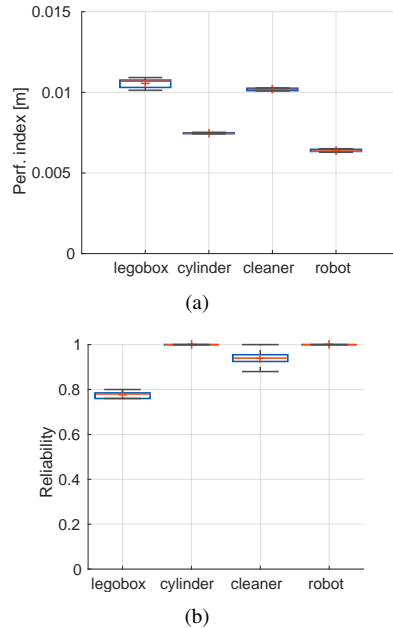 0.015
0.01
0.005
0
Perf. index [m]
legobox cylinder cleaner robot
(a)
1
0.8
0.6
0.4
0.2
0
Reliability
legobox cylinder cleaner robot
(b)